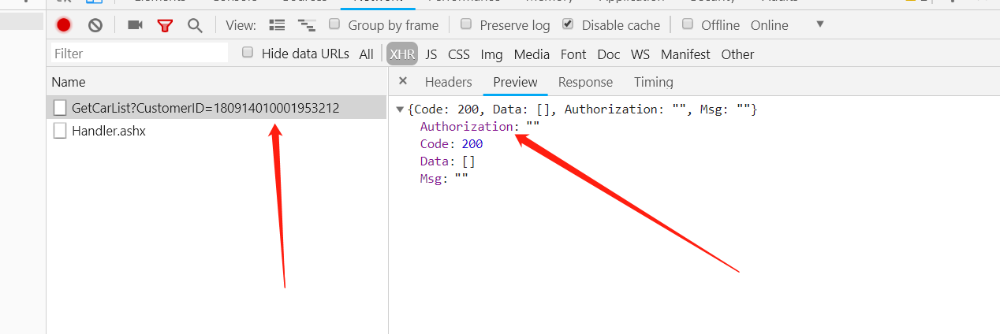 View: Group by frame Preserve log Disable cache Offline Online
Filter Hide data URLs All XHR JS CSS Img Media Font Doc WS Manifest Other
Name
× Headers Preview Response Timing
GetCarList?CustomerID=180914010001953212
Handler.ashx
{Code: 200, Data: [], Authorization: "", Msg: ""}
Authorization: ""
Code: 200
Data: []
Msg: ""